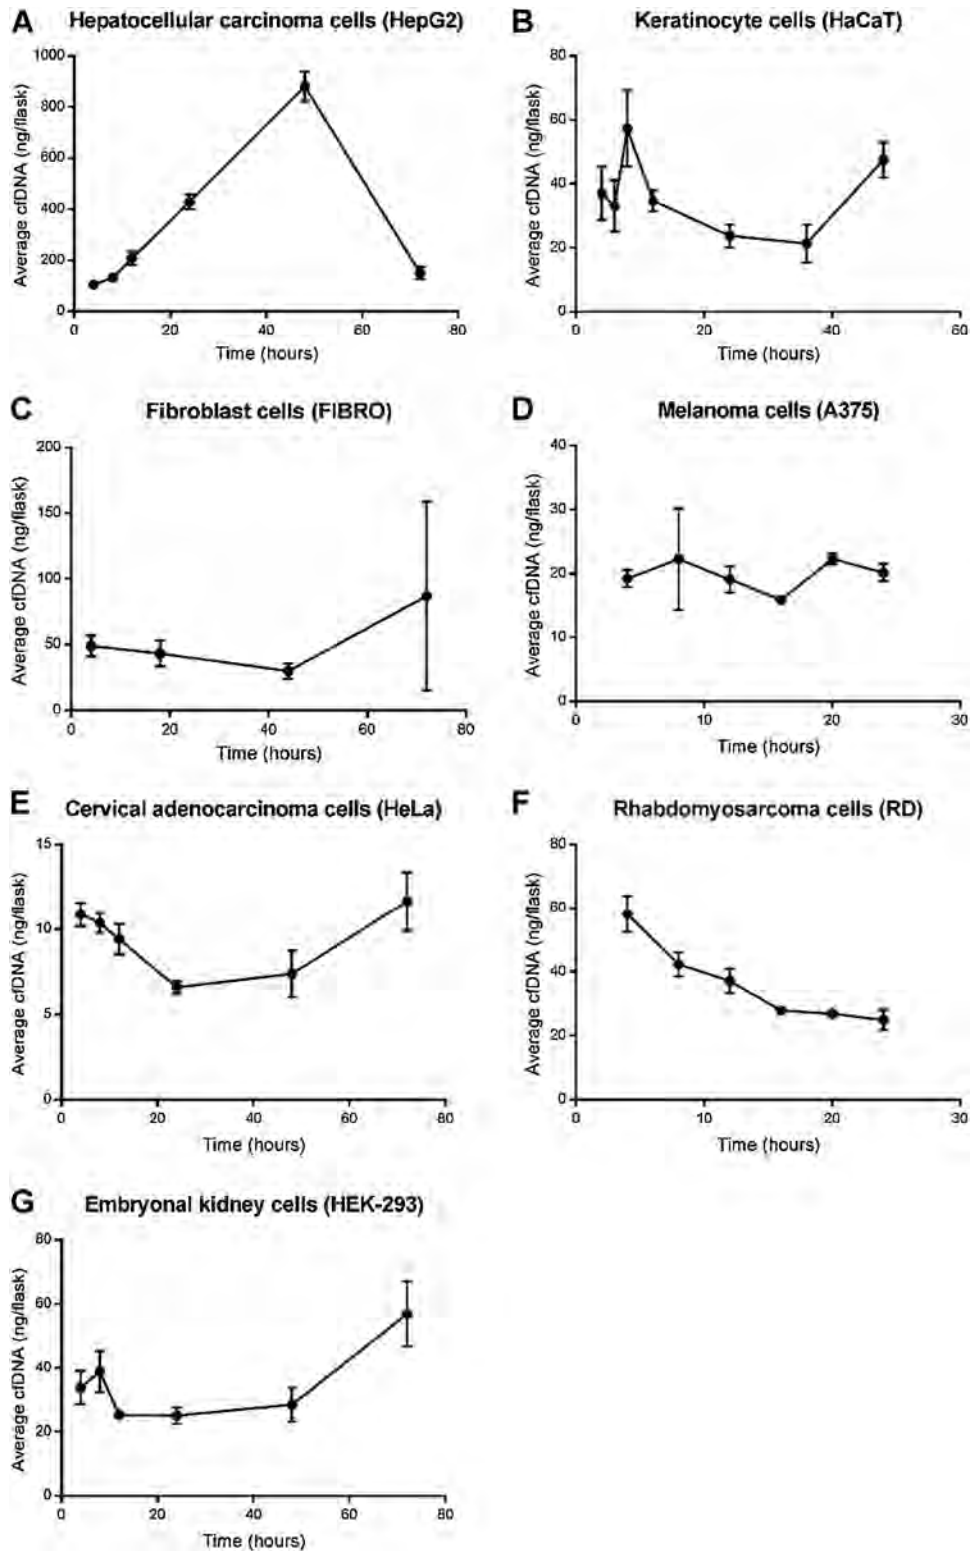 A Hepatocellular carcinoma cells (HepG2)
1000
800
600
400
200
0
Average cfDNA (ng/flask)
0 20 40 60 80
Time (hours)
B Keratinocyte cells (HaCaT)
80
60
40
20
0
Average cfDNA (ng/flask)
0 20 40 60
Time (hours)
C Fibroblast cells (FIBRO)
200
150
100
50
0
Average cfDNA (ng/flask)
0 20 40 60 80
Time (hours)
D Melanoma cells (A375)
40
30
20
10
0
Average cfDNA (ng/flask)
0 10 20 30
Time (hours)
E Cervical adenocarcinoma cells (HeLa)
15
10
5
0
Average cfDNA (ng/flask)
0 20 40 60 80
Time (hours)
F Rhabdomyosarcoma cells (RD)
80
60
40
20
0
Average cfDNA (ng/flask)
0 10 20 30
Time (hours)
G Embryonal kidney cells (HEK-293)
80
60
40
20
0
Average cfDNA (ng/flask)
0 20 40 60 80
Time (hours)